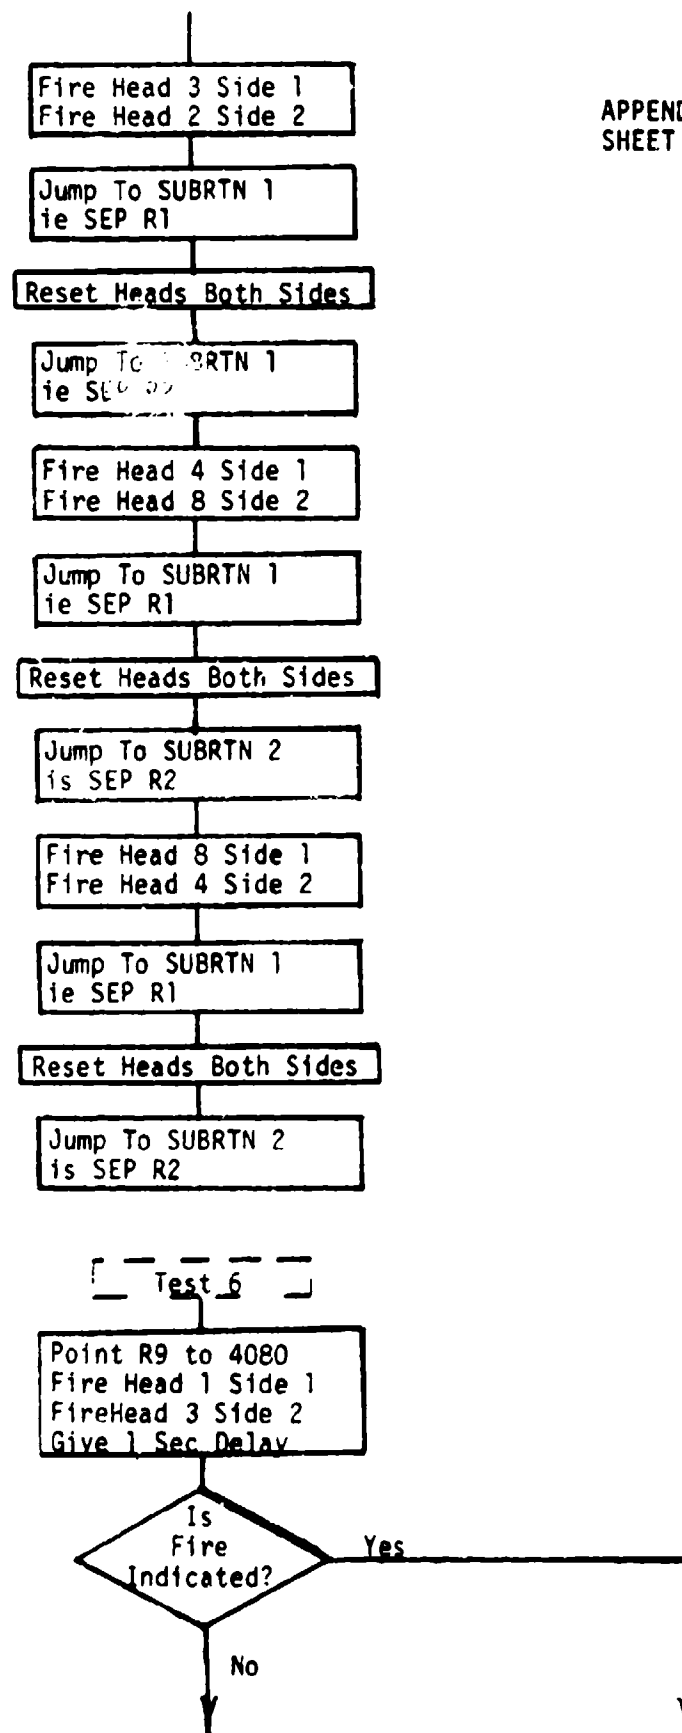 APPEND
SHEET
Fire Head 3 Side 1
Fire Head 2 Side 2
Jump To SUBRTN 1
ie SEP R1
Reset Heads Both Sides
Jump To RTN 1
ie
Fire Head 4 Side 1
Fire Head 8 Side 2
Jump To SUBRTN 1
ie SEP R1
Reset Heads Both Sides
Jump To SUBRTN 2
is SEP R2
Fire Head 8 Side 1
Fire Head 4 Side 2
Jump To SUBRTN 1
ie SEP R1
Reset Heads Both Sides
Jump To SUBRTN 2
is SEP R2
Test 6
Point R9 to 4080
Fire Head 1 Side 1
FireHead 3 Side 2
Give 1 Sec Delay
Is
Fire
Indicated?
Yes
No